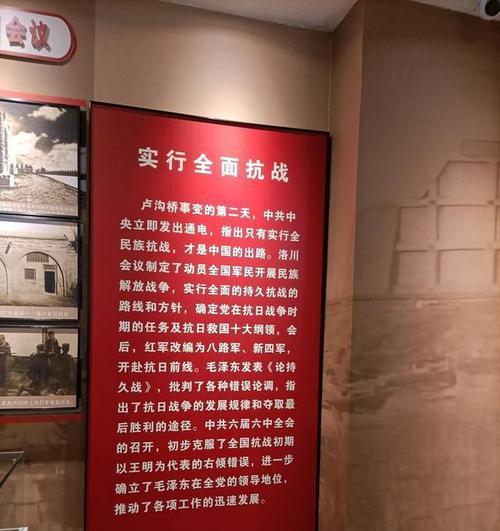 会议
实行全面抗战
卢沟桥事变的第二天，中共中
央立即发出通电，指出只有实行全
民族抗战，才是中国的出路。洛川
会议制定了动员全国军民开展民族
解放战争，实行全面的持久抗战的
路线和方针，确定党在抗日战争时
期的任务及抗日救国十大纲领，会
后，红军改编为八路军、新四军，
开赴抗日前线。毛泽东发表《论持
久战》，批判了各种错误论调，指
出了抗日战争的发展规律和夺取最
后胜利的途径。中共六届六中全会
的召开，初步克服了全国抗战初期
以王明为代表的右倾错误，进一步
确立了毛泽东在全党的领导地位，
推动了各项工作的迅速发展。